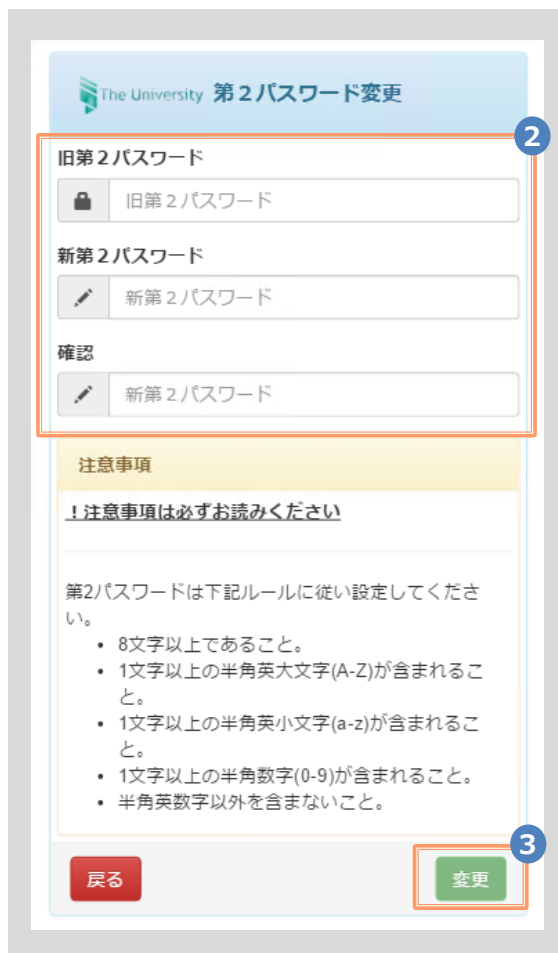 The University 第2パスワード変更
2
旧第2パスワード
旧第2パスワード
新第2パスワード
新第2パスワード
確認
新第2パスワード
注意事項
！注意事項は必ずお読みください
第2パスワードは下記ルールに従い設定してくださ
い。
• 8文字以上であること。
• 1文字以上の半角英大文字(A-Z)が含まれるこ
と。
• 1文字以上の半角英小文字(a-z)が含まれるこ
と。
• 1文字以上の半角数字(0-9)が含まれること。
• 半角英数字以外を含まないこと。
3
戻る
変更